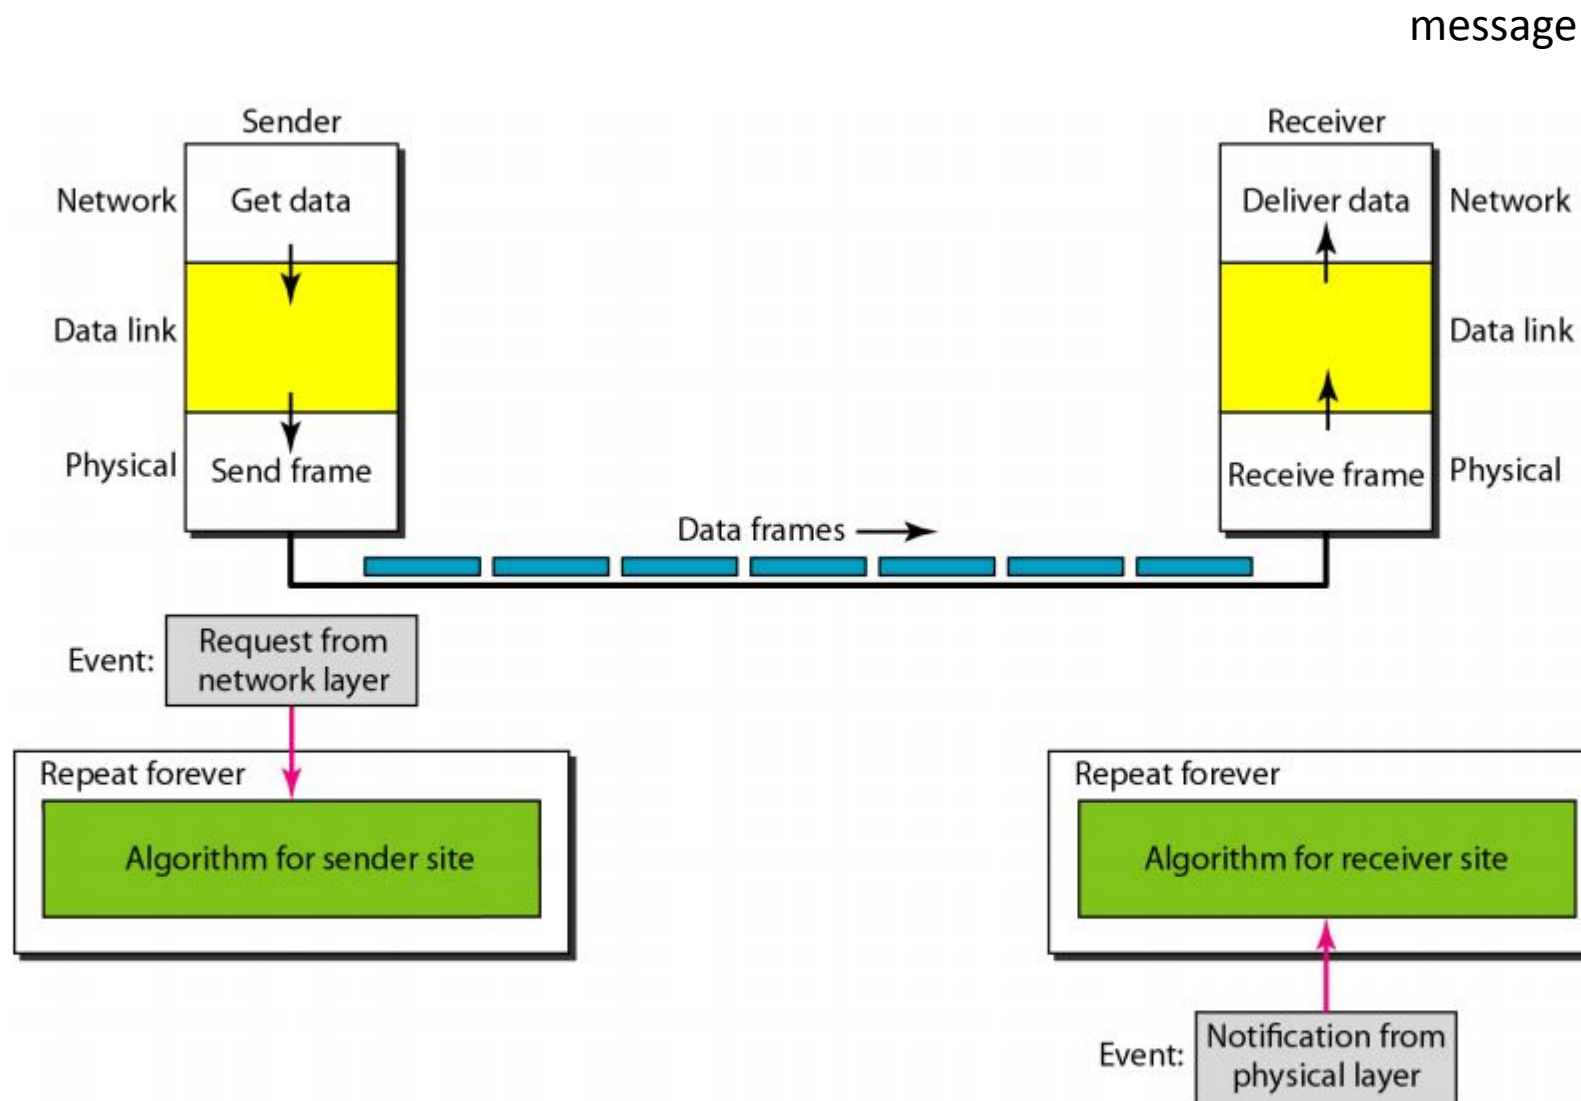 message
Sender
Receiver
Network
Get data
Deliver data
Network
Data link
Data link
Physical
Send frame
Receive frame
Physical
Data frames
Event:
Request from
network layer
Repeat forever
Algorithm for sender site
Repeat forever
Algorithm for receiver site
Event:
Notification from
physical layer